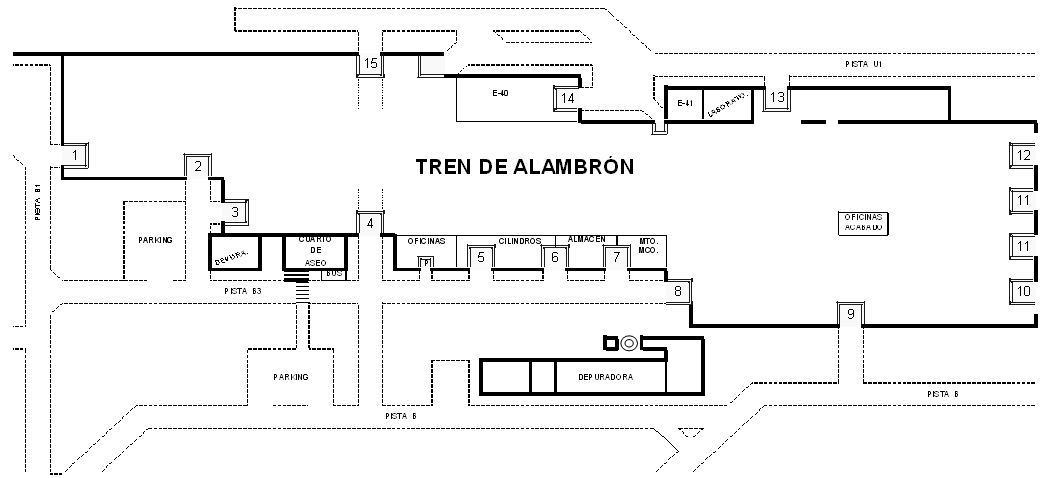 15
PISTA U1
E-40
14
E-41
LABORATO.
13
1
2
TREN DE ALAMBRÓN
12
PISTA B1
3
11
PARKING
4
OFICINAS
ACABADO
DEPURA.
CUARTO
DE
ASEO
BUS
OFICINAS
P
CILINDROS
ALMACEN
MTO.
MCO.
11
5
6
7
8
10
PISTA B3
9
PARKING
DEPURADORA
PISTA B
PISTA B